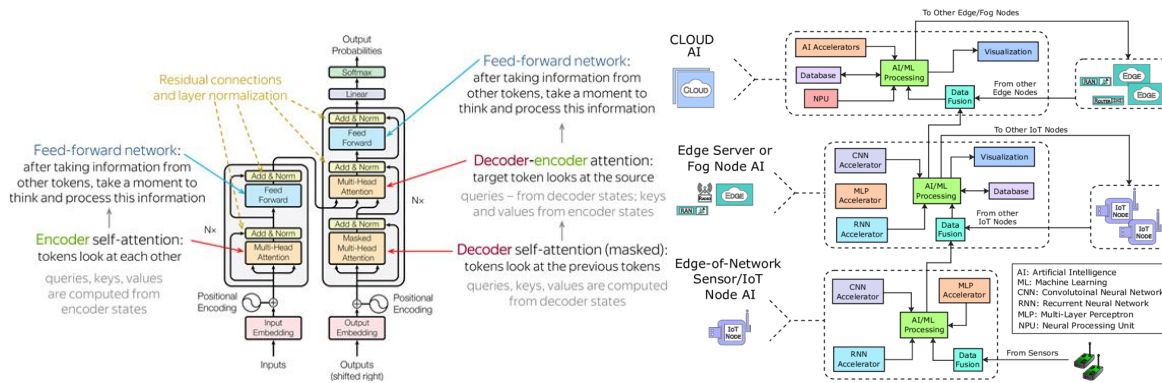 Output
Probabilities
Softmax
Linear
Add & Norm
Feed
Forward
Add & Norm
Multi-Head
Attention
Add & Norm
Masked
Multi-Head
Attention
N×
Add & Norm
Feed
Forward
Add & Norm
Multi-Head
Attention
N×
Positional
Encoding
Positional
Encoding
Input
Embedding
Output
Embedding
Inputs
Outputs
(shifted right)
Residual connections
and layer normalization
Feed-forward network:
after taking information from
other tokens, take a moment to
think and process this information
Encoder self-attention:
tokens look at each other
queries, keys, values
are computed from
encoder states
Feed-forward network:
after taking information from
other tokens, take a moment to
think and process this information
Decoder-encoder attention:
target token looks at the source
queries – from decoder states; keys
and values from encoder states
Decoder self-attention (masked):
tokens look at the previous tokens
queries, keys, values are computed
from decoder states
CLOUD
AI
CLOUD
To Other Edge/Fog Nodes
AI Accelerators
Database
NPU
AI/ML
Processing
Visualization
Data
Fusion
From other
Edge Nodes
EDGE
RAN
EDGE
Router
EDGE
Edge Server or
Fog Node AI
EDGE
RAN
To Other IoT Nodes
CNN
Accelerator
MLP
Accelerator
RNN
Accelerator
AI/ML
Processing
Visualization
Database
Data
Fusion
From other
IoT Nodes
IoT
NODE
IoT
NODE
Edge-of-Network
Sensor/IoT
Node AI
IoT
NODE
CNN
Accelerator
MLP
Accelerator
AI/ML
Processing
RNN
Accelerator
Data
Fusion
From Sensors
AI: Artificial Intelligence
ML: Machine Learning
CNN: Convolutoinal Neural Network
RNN: Recurrent Neural Network
MLP: Multi-Layer Perceptron
NPU: Neural Processing Unit